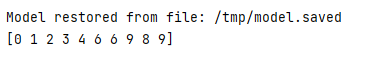 Model restored from file: /tmp/model.saved
[0 1 2 3 4 6 6 9 8 9]